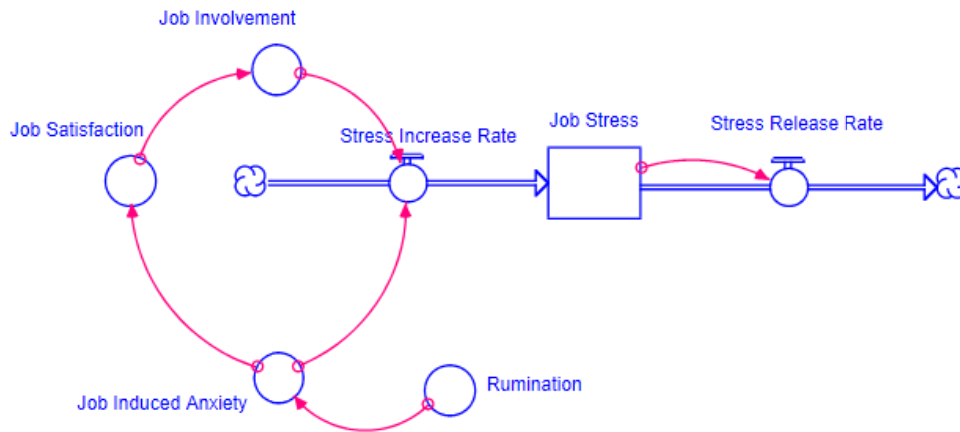 Job Involvement
Job Satisfaction
Stress Increase Rate
Job Stress
Stress Release Rate
Job Induced Anxiety
Rumination